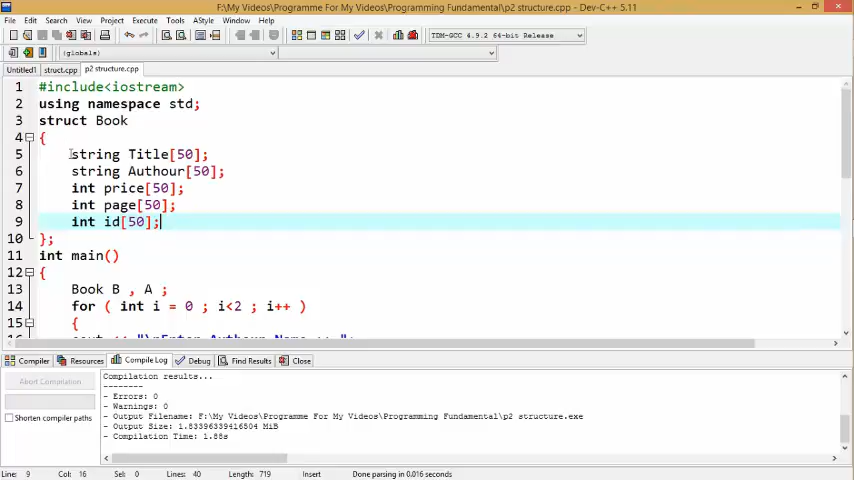 F:\My Videos\Programme For My Videos\Programming Fundamental\p2 structure.cpp - Dev-C++ 5.11
File Edit Search View Project Execute Tools AStyle Window Help
TDM-GCC 4.9.2 64-bit Release
(globals)
Untitled1 struct.cpp p2 structure.cpp
1 #include<iostream>
2 using namespace std;
3 struct Book
4 {
5 string Title[50];
6 string Authour[50];
7 int price[50];
8 int page[50];
9 int id[50];
10 };
11 int main()
12 {
13 Book B , A ;
14 for ( int i = 0 ; i<2 ; i++ )
15 {
16 cout << "\nEnter Authour Name :: ";
Compiler Resources Compile Log Debug Find Results Close
Abort Compilation
Shorten compiler paths
Compilation results...
--------
- Errors: 0
- Warnings: 0
- Output Filename: F:\My Videos\Programme For My Videos\Programming Fundamental\p2 structure.exe
- Output Size: 1.83396339416504 MiB
- Compilation Time: 1.88s
Line: 9 Col: 16 Sel: 0 Lines: 40 Length: 719 Insert Done parsing in 0.016 seconds